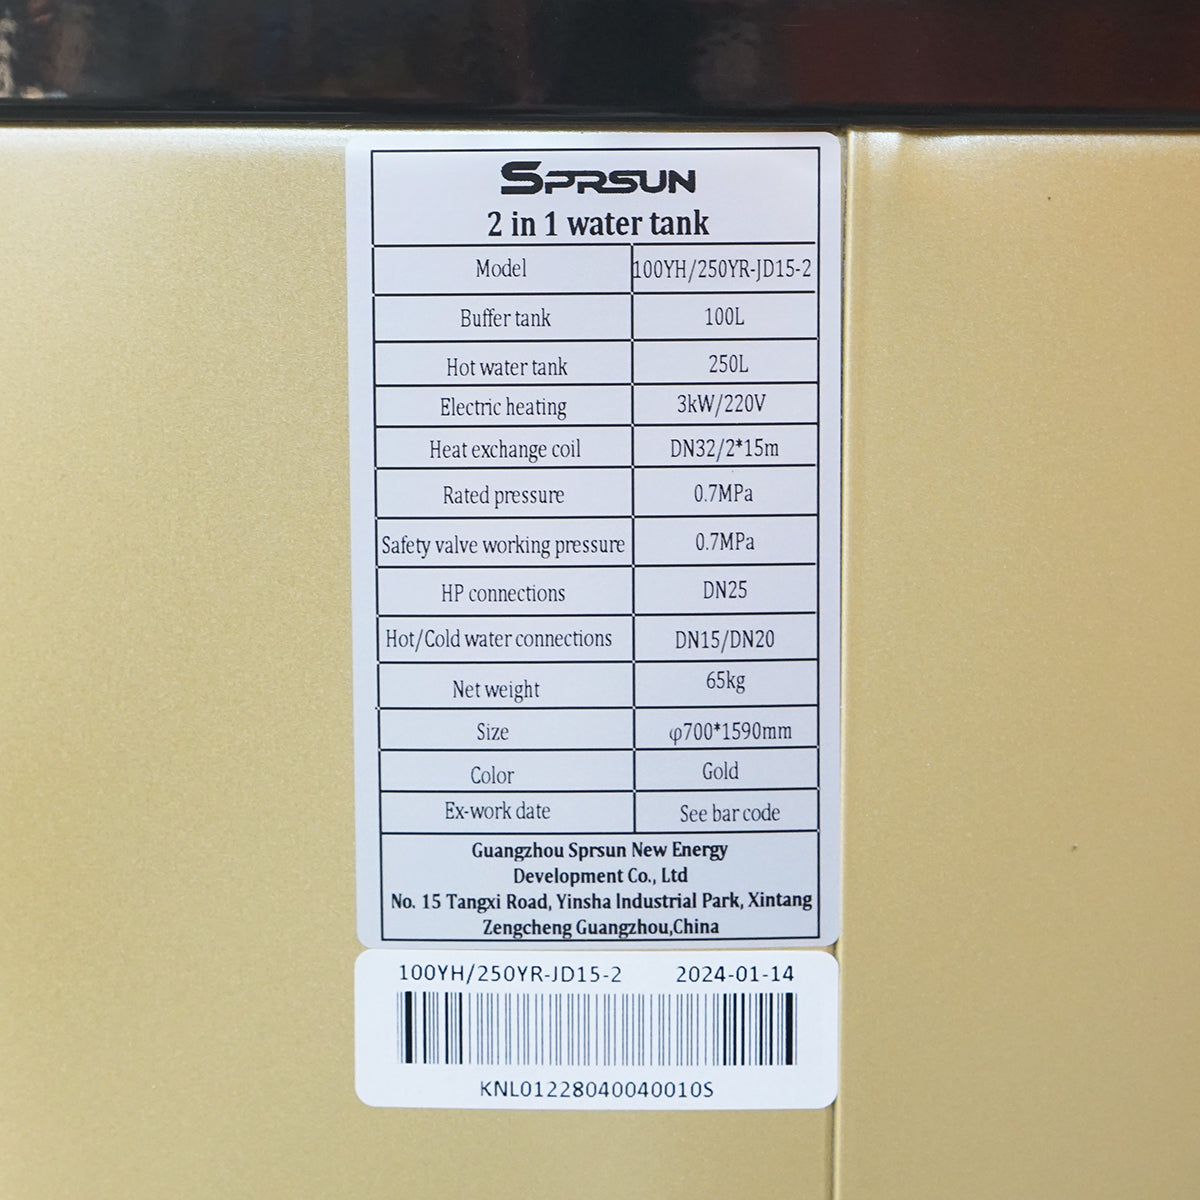 SPRSUN
2 in 1 water tank
Model 100YH/250YR-JD15-2
Buffer tank 100L
Hot water tank 250L
Electric heating 3kW/220V
Heat exchange coil DN32/2*15m
Rated pressure 0.7MPa
Safety valve working pressure 0.7MPa
HP connections DN25
Hot/Cold water connections DN15/DN20
Net weight 65kg
Size φ700*1590mm
Color Gold
Ex-work date See bar code
Guangzhou Sprsun New Energy
Development Co., Ltd
No. 15 Tangxi Road, Yinsha Industrial Park, Xintang
Zengcheng Guangzhou,China
100YH/250YR-JD15-2 2024-01-14
KNL01228040040010S